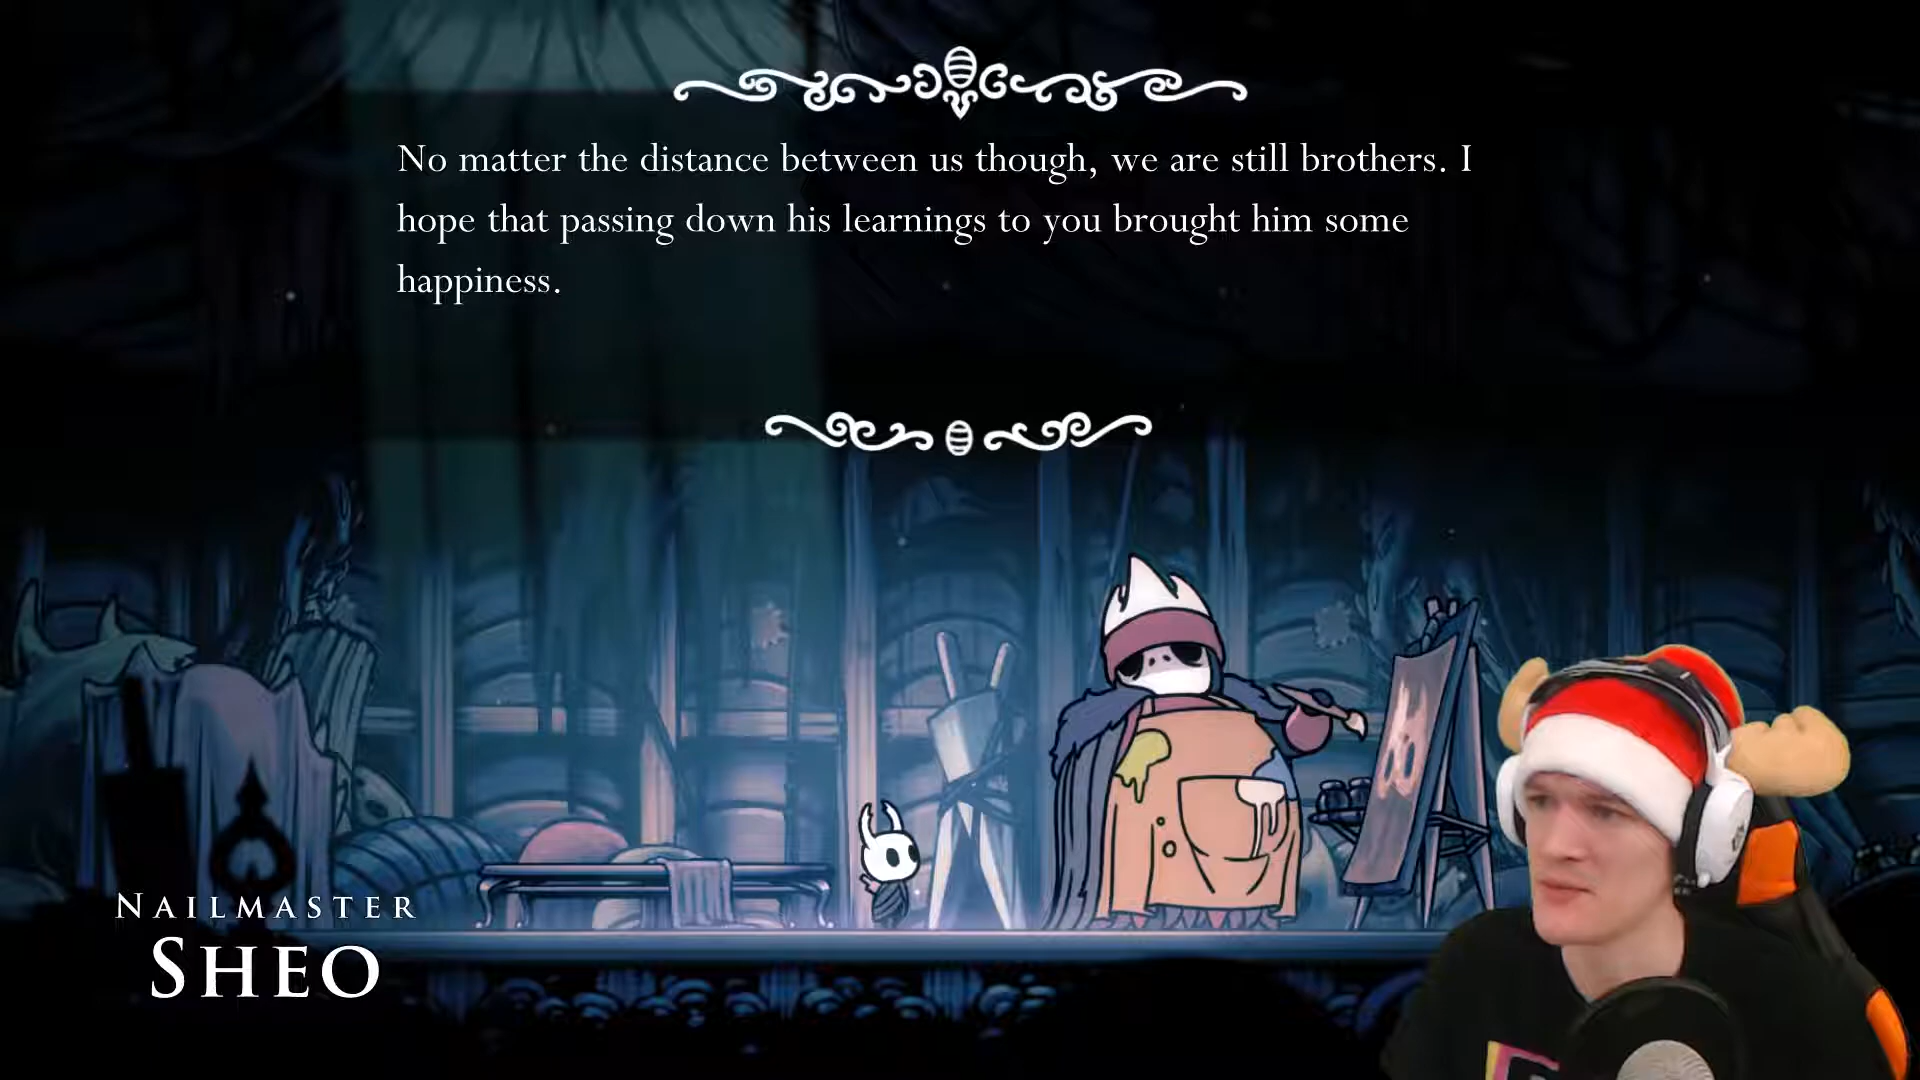 No matter the distance between us though, we are still brothers. I
hope that passing down his learnings to you brought him some
happiness.
NAILMASTER
SHEO